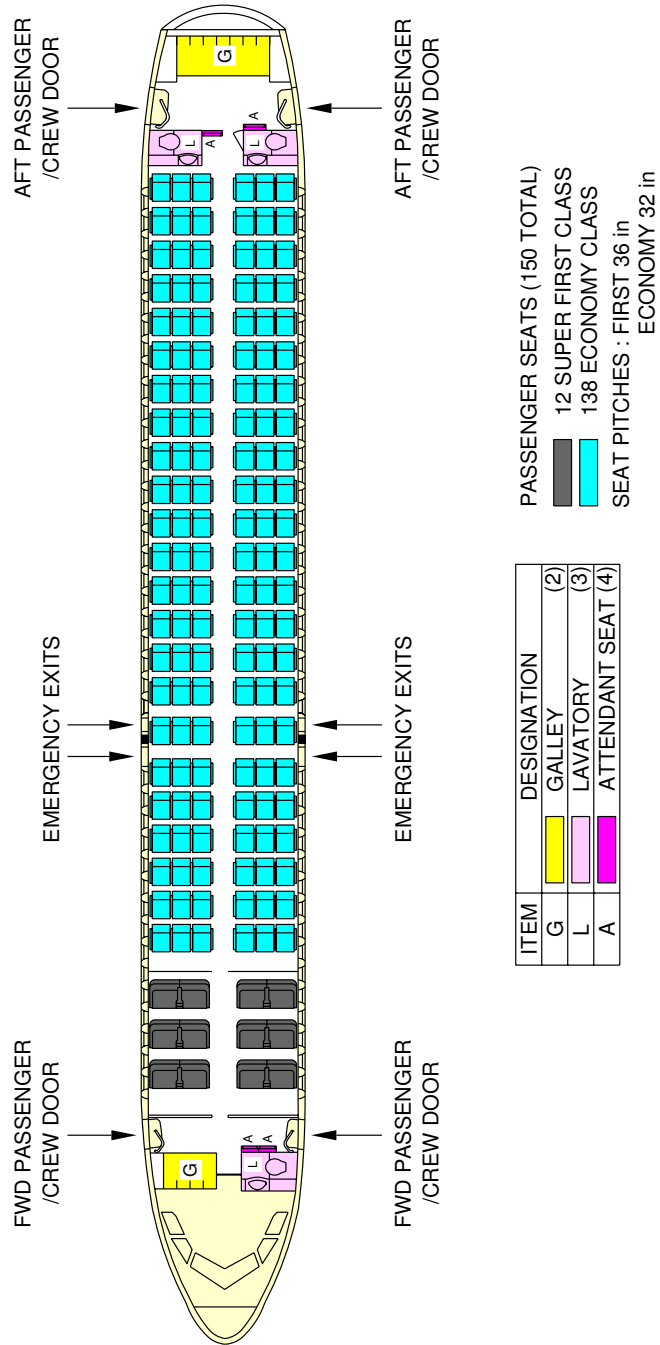 AFT PASSENGER
/CREW DOOR
EMERGENCY EXITS
FWD PASSENGER
/CREW DOOR
G
L
A
A
L
G
A
A
L
AFT PASSENGER
/CREW DOOR
EMERGENCY EXITS
FWD PASSENGER
/CREW DOOR
ITEM DESIGNATION
G GALLEY (2)
L LAVATORY (3)
A ATTENDANT SEAT (4)
PASSENGER SEATS (150 TOTAL)
12 SUPER FIRST CLASS
138 ECONOMY CLASS
SEAT PITCHES : FIRST 36 in
ECONOMY 32 in